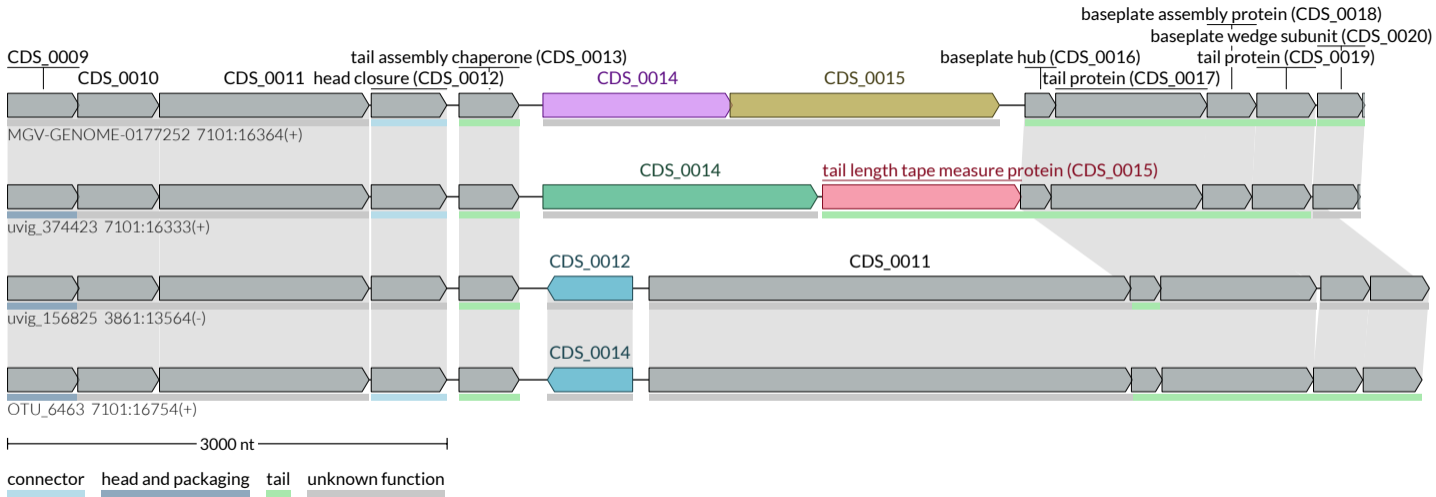 baseplate assembly protein (CDS_0018)
baseplate wedge subunit (CDS_0020)
CDS_0009 tail assembly chaperone (CDS_0013) baseplate hub (CDS_0016) tail protein (CDS_0019)
CDS_0010 CDS_0011 head closure (CDS_0012) CDS_0014 CDS_0015 tail protein (CDS_0017)
MGV-GENOME-0177252 7101:16364(+)
CDS_0014 tail length tape measure protein (CDS_0015)
uvig_374423 7101:16333(+)
CDS_0012 CDS_0011
uvig_156825 3861:13564(-)
CDS_0014
OTU_6463 7101:16754(+)
3000 nt
connector head and packaging tail unknown function